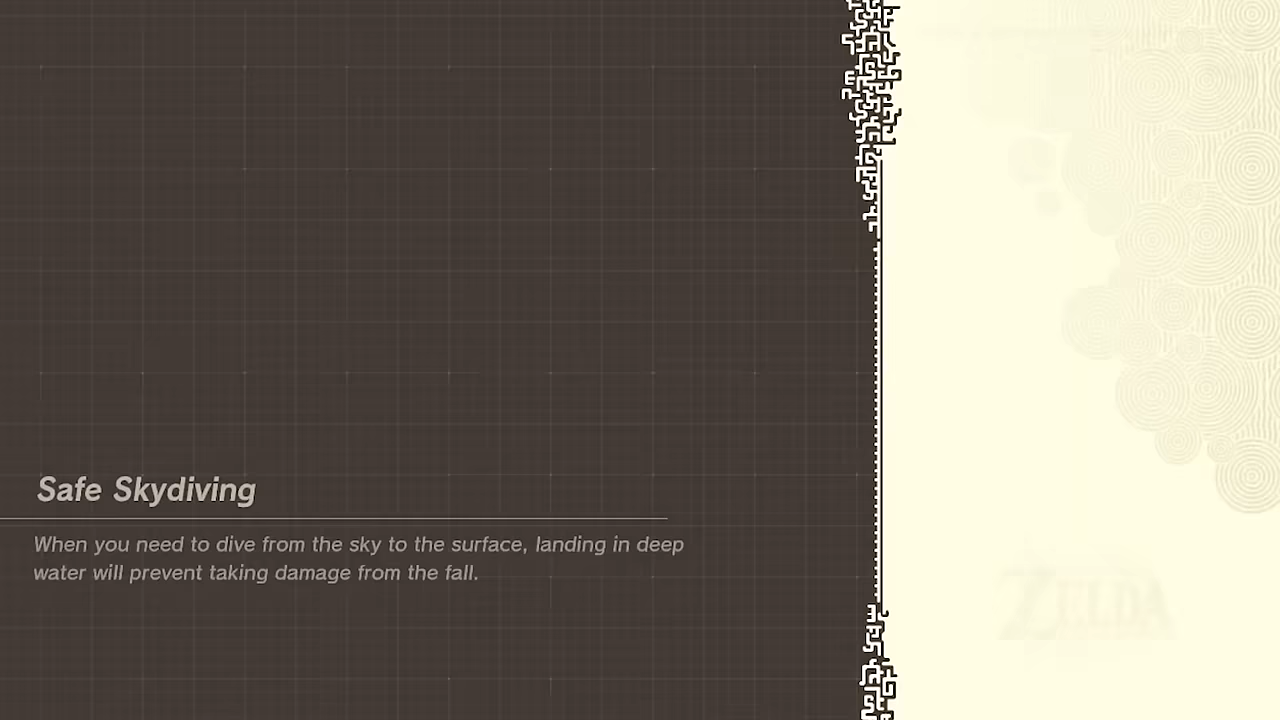 Safe Skydiving
When you need to dive from the sky to the surface, landing in deep
water will prevent taking damage from the fall.
ZELDA